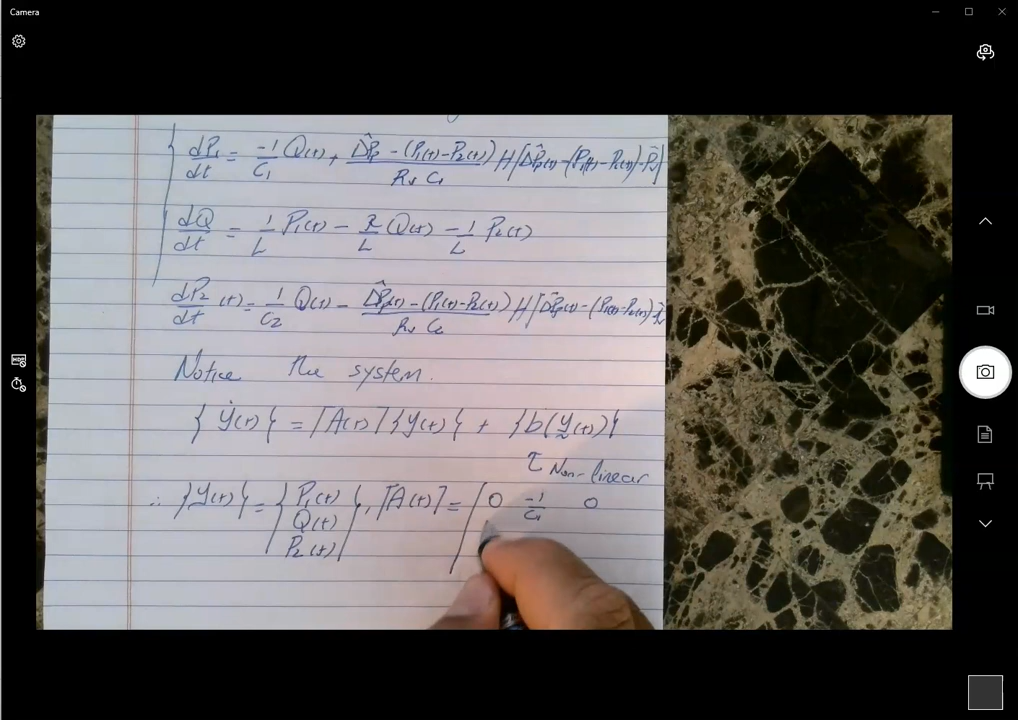 Camera
dP₁/dt = -1/C₁ Q(t) + (ΔP̂p - (P₁(t)-P₂(t)))/(Rv C₁) H[ΔP̂p(t) - (P₁(t)-P₂(t))-P̂v]
dQ/dt = 1/L P₁(t) - R/L Q(t) - 1/L P₂(t)
dP₂/dt (t) = 1/C₂ Q(t) - (ΔP̂p(t) - (P₁(t)-P₂(t)))/(Rv C₂) H[ΔP̂p(t) - (P₁(t)-P₂(t))
Notice the system.
{Ẏ(t)} = [A(t)]{Y(t)} + {b(Y(t))}
Non-linear
∴ {Y(t)} = {P₁(t) , [A(t)] = [0 -1/C₁ 0
Q(t)
P₂(t)}